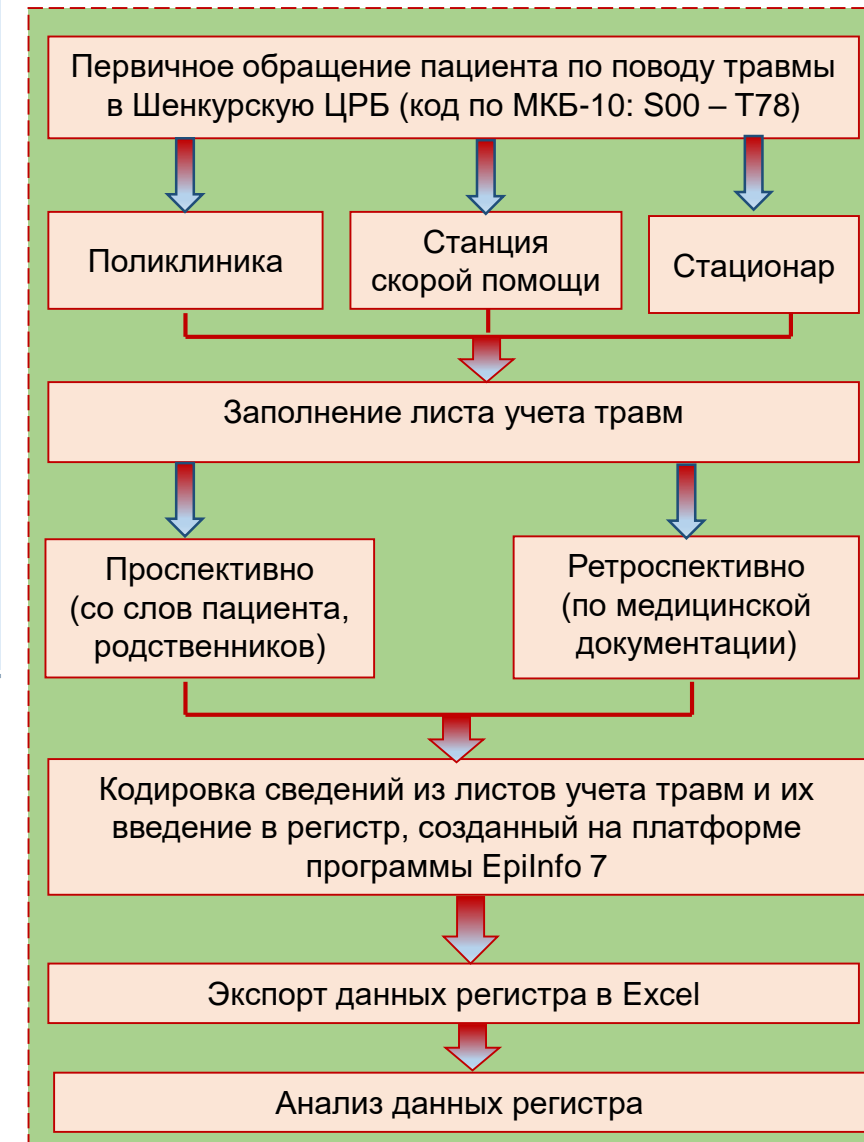 Первичное обращение пациента по поводу травмы
в Шенкурскую ЦРБ (код по МКБ-10: S00 – T78)
Поликлиника
Станция
скорой помощи
Стационар
Заполнение листа учета травм
Проспективно
(со слов пациента,
родственников)
Ретроспективно
(по медицинской
документации)
Кодировка сведений из листов учета травм и их
введение в регистр, созданный на платформе
программы EpiInfo 7
Экспорт данных регистра в Excel
Анализ данных регистра